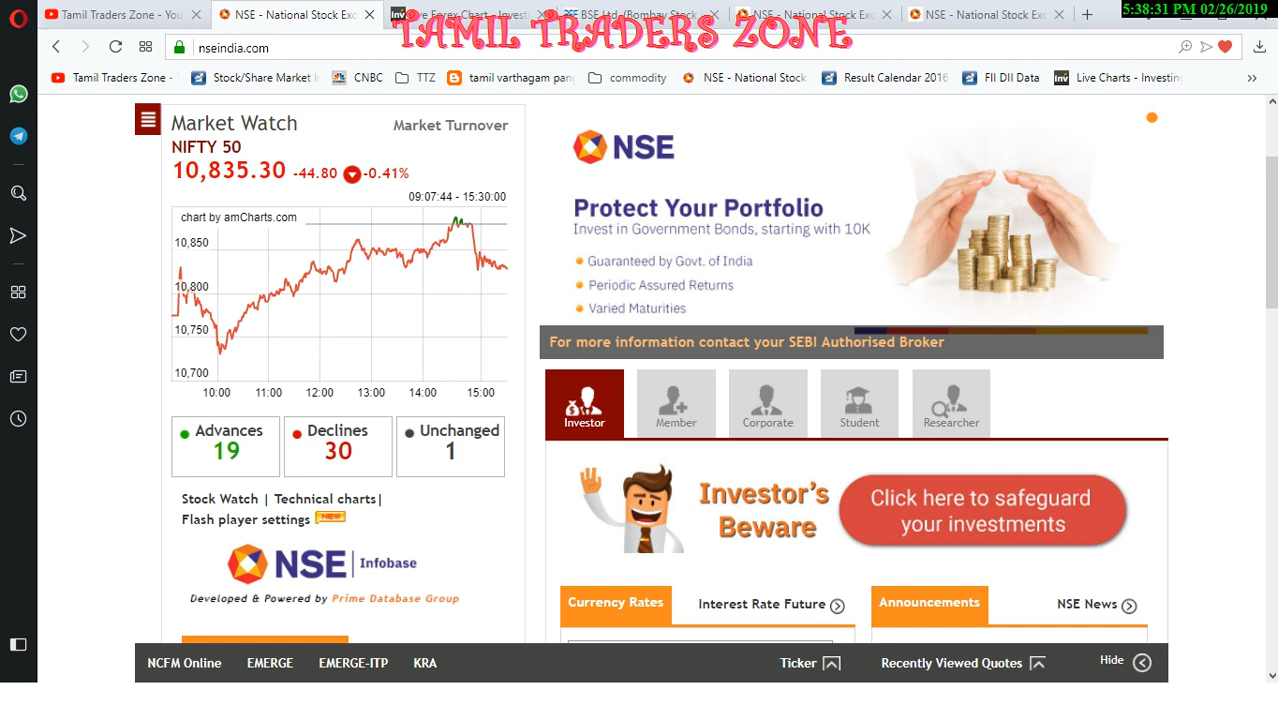 5:38:31 PM 02/26/2019
Tamil Traders Zone - You
NSE - National Stock Exc
Live Forex Chart - Investi
BSE Ltd. (Bombay Stock
NSE - National Stock Exc
NSE - National Stock Exc
TAMIL TRADERS ZONE
nseindia.com
Tamil Traders Zone -
Stock/Share Market I
CNBC
TTZ
tamil varthagam pan
commodity
NSE - National Stock
Result Calendar 2016
FII DII Data
Live Charts - Investing
Market Watch
Market Turnover
NIFTY 50
10,835.30 -44.80 -0.41%
09:07:44 - 15:30:00
chart by amCharts.com
10,850
10,800
10,750
10,700
10:00 11:00 12:00 13:00 14:00 15:00
Advances
19
Declines
30
Unchanged
1
Stock Watch | Technical charts|
Flash player settings NEW
NSE | Infobase
Developed & Powered by Prime Database Group
NSE
Protect Your Portfolio
Invest in Government Bonds, starting with 10K
Guaranteed by Govt. of India
Periodic Assured Returns
Varied Maturities
For more information contact your SEBI Authorised Broker
Investor
Member
Corporate
Student
Researcher
Investor's
Beware
Click here to safeguard
your investments
Currency Rates
Interest Rate Future
Announcements
NSE News
NCFM Online
EMERGE
EMERGE-ITP
KRA
Ticker
Recently Viewed Quotes
Hide